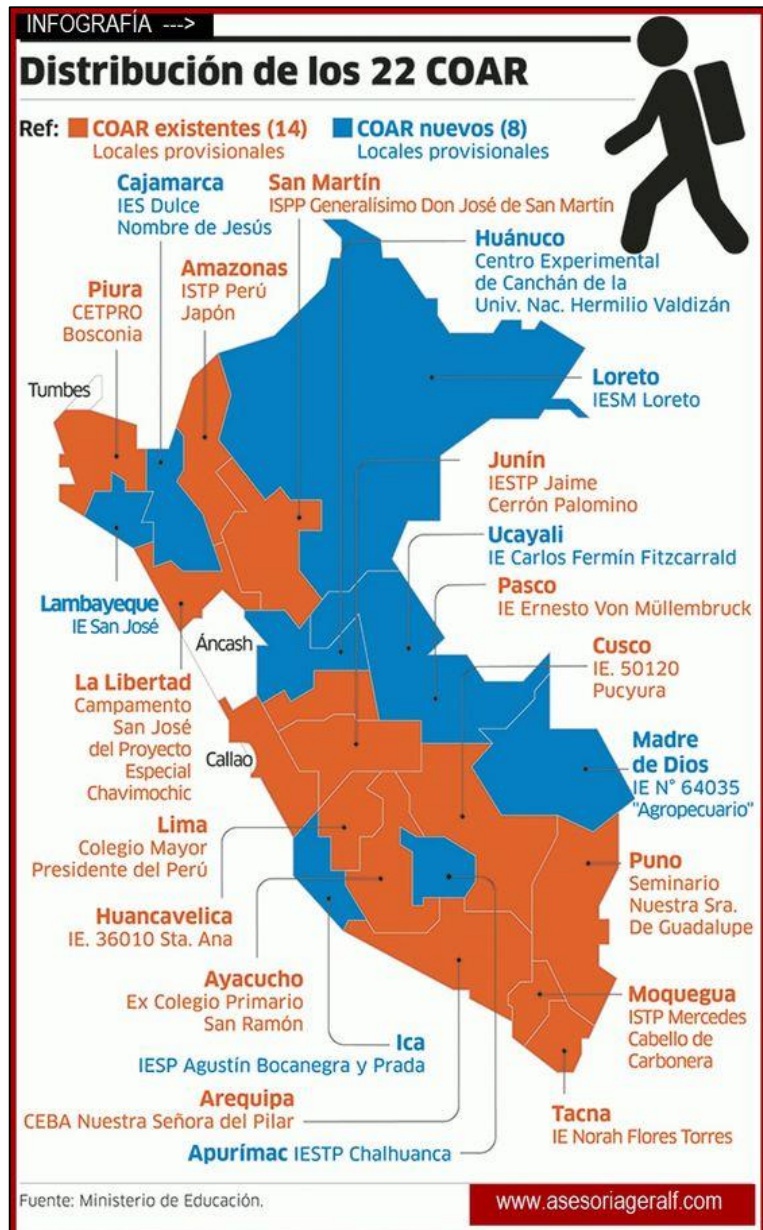 INFOGRAFÍA --->
Distribución de los 22 COAR
Ref: COAR existentes (14)
Locales provisionales
COAR nuevos (8)
Locales provisionales
Cajamarca
IES Dulce
Nombre de Jesús
San Martín
ISPP Generalísimo Don José de San Martín
Huánuco
Centro Experimental
de Canchán de la
Univ. Nac. Hermilio Valdizán
Amazonas
ISTP Perú
Japón
Piura
CETPRO
Bosconia
Tumbes
Loreto
IESM Loreto
Junín
IESTP Jaime
Cerrón Palomino
Ucayali
IE Carlos Fermín Fitzcarrald
Pasco
IE Ernesto Von Müllembruck
Lambayeque
IE San José
Áncash
Cusco
IE. 50120
Pucyura
La Libertad
Campamento
San José
del Proyecto
Especial
Chavimochic
Callao
Madre
de Dios
IE N° 64035
"Agropecuario"
Lima
Colegio Mayor
Presidente del Perú
Puno
Seminario
Nuestra Sra.
De Guadalupe
Huancavelica
IE. 36010 Sta. Ana
Ayacucho
Ex Colegio Primario
San Ramón
Moquegua
ISTP Mercedes
Cabello de
Carbonera
Ica
IESP Agustín Bocanegra y Prada
Arequipa
CEBA Nuestra Señora del Pilar
Tacna
IE Norah Flores Torres
Apurímac IESTP Chalhuanca
Fuente: Ministerio de Educación.
www.asesoriageralf.com